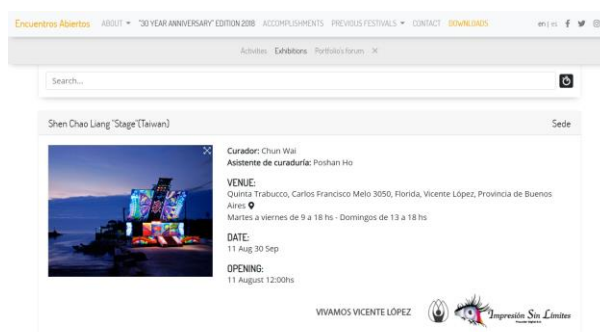 Encuentros Abiertos ABOUT "30 YEAR ANNIVERSARY" EDITION 2018 ACCOMPLISHMENTS PREVIOUS FESTIVALS CONTACT DOWNLOADS en | es
Activities Exhibitions Portfolio's forum ×
Search...
Shen Chao Liang "Stage"(Taiwan) Sede
Curador: Chun Wai
Asistente de curaduría: Poshan Ho
VENUE:
Quinta Trabucco, Carlos Francisco Melo 3050, Florida, Vicente López, Provincia de Buenos
Aires
Martes a viernes de 9 a 18 hs - Domingos de 13 a 18 hs
DATE:
11 Aug 30 Sep
OPENING:
11 August 12:00hs
VIVAMOS VICENTE LÓPEZ Impresión Sin Límites